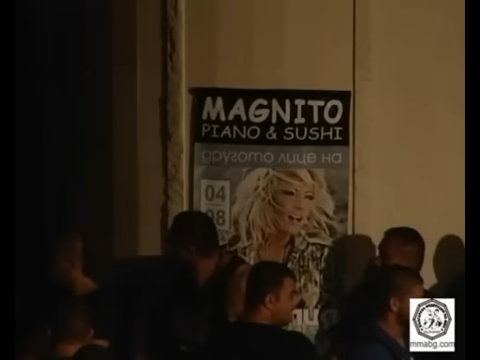 MAGNITO
PIANO & SUSHI
другото лице на
04
08
mmabg.com